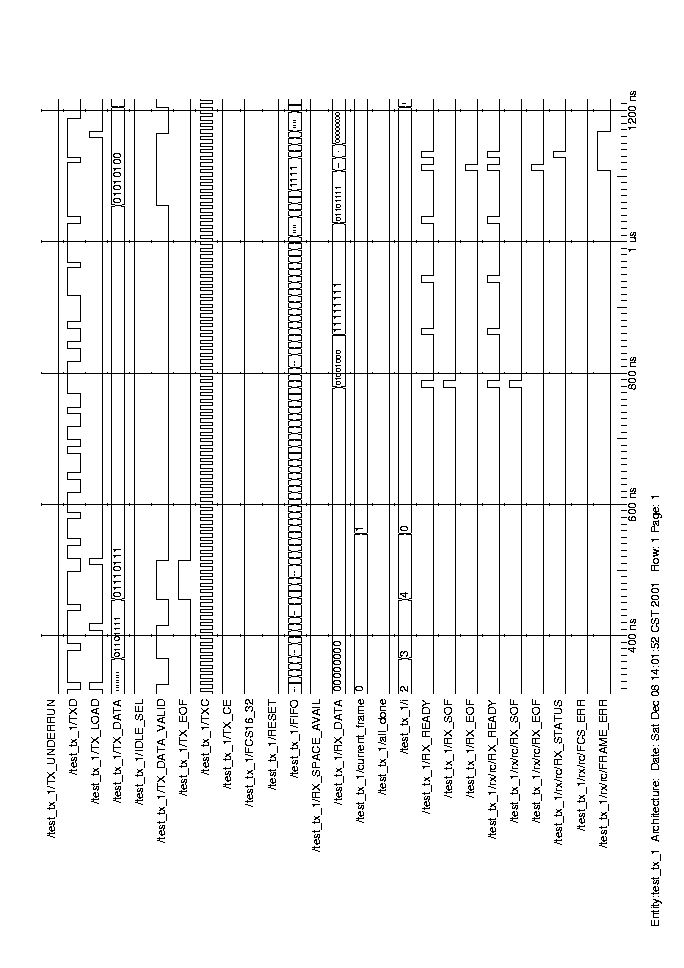 /test_tx_1/TX_UNDERRUN
/test_tx_1/TXD
/test_tx_1/TX_LOAD
/test_tx_1/TX_DATA 01101111 01110111 01010100
/test_tx_1/IDLE_SEL
/test_tx_1/TX_DATA_VALID
/test_tx_1/TX_EOF
/test_tx_1/TXC
/test_tx_1/TX_CE
/test_tx_1/FCS16_32
/test_tx_1/RESET
/test_tx_1/FIFO 1111
/test_tx_1/RX_SPACE_AVAIL
/test_tx_1/RX_DATA 00000000 01001000 11111111 01101111 00000000
/test_tx_1/current_frame 0 1
/test_tx_1/all_done
/test_tx_1/i 2 3 4 0
/test_tx_1/RX_READY
/test_tx_1/RX_SOF
/test_tx_1/RX_EOF
/test_tx_1/rx/rc/RX_READY
/test_tx_1/rx/rc/RX_SOF
/test_tx_1/rx/rc/RX_EOF
/test_tx_1/rx/rc/RX_STATUS
/test_tx_1/rx/rc/FCS_ERR
/test_tx_1/rx/rc/FRAME_ERR
400 ns 600 ns 800 ns 1 us 1200 ns
Entity:test_tx_1 Architecture: Date: Sat Dec 08 14:01:52 CST 2001 Row: 1 Page: 1